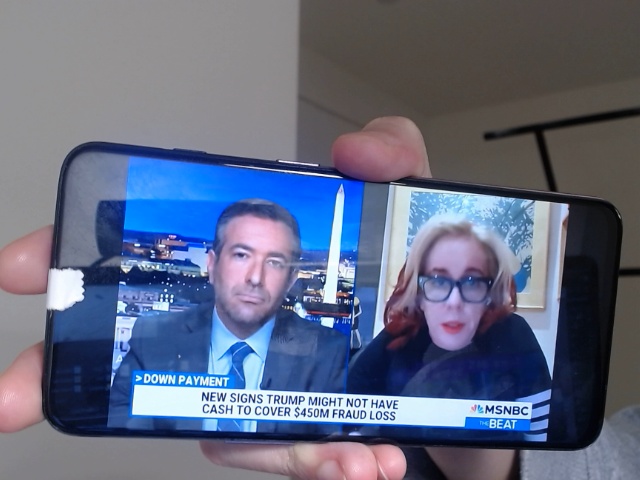 > DOWN PAYMENT
NEW SIGNS TRUMP MIGHT NOT HAVE
CASH TO COVER $450M FRAUD LOSS
MSNBC
THE BEAT